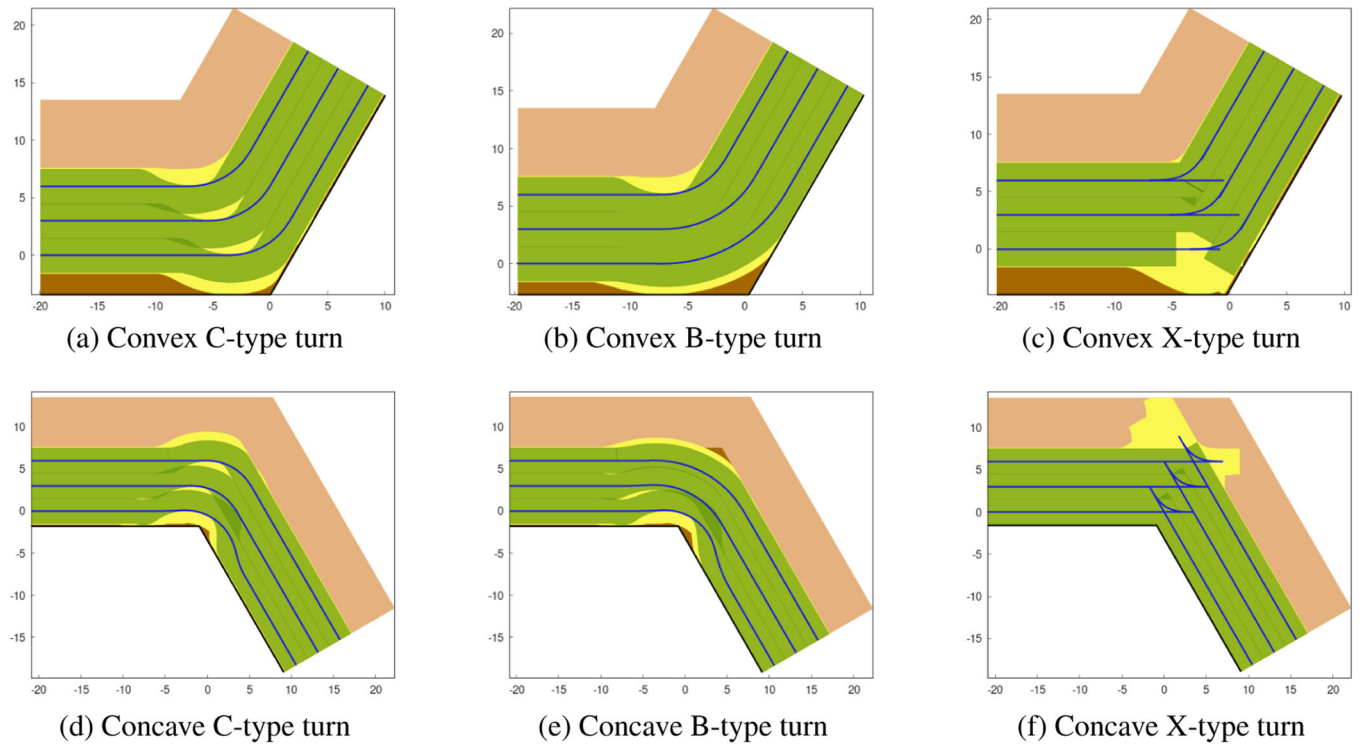 20
15
10
5
0
-20 -15 -10 -5 0 5 10
(a) Convex C-type turn
20
15
10
5
0
-20 -15 -10 -5 0 5 10
(b) Convex B-type turn
20
15
10
5
0
-20 -15 -10 -5 0 5 10
(c) Convex X-type turn
10
5
0
-5
-10
-15
-20 -15 -10 -5 0 5 10 15 20
(d) Concave C-type turn
10
5
0
-5
-10
-15
-20 -15 -10 -5 0 5 10 15 20
(e) Concave B-type turn
10
5
0
-5
-10
-15
-20 -15 -10 -5 0 5 10 15 20
(f) Concave X-type turn